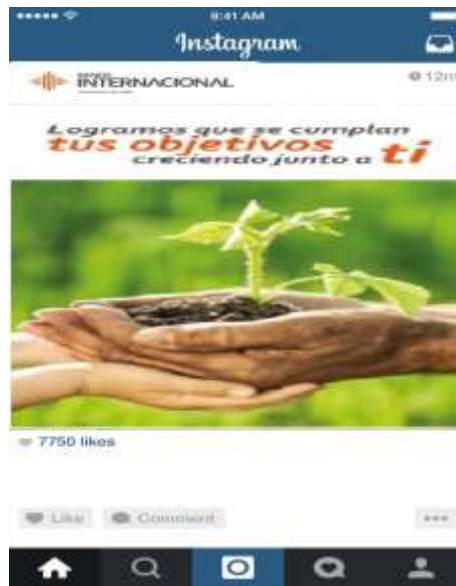 9:41 AM
Instagram
BANCO
INTERNACIONAL
12m
Logramos que se cumplan
tus objetivos
creciendo junto a ti
7750 likes
Like
Comment